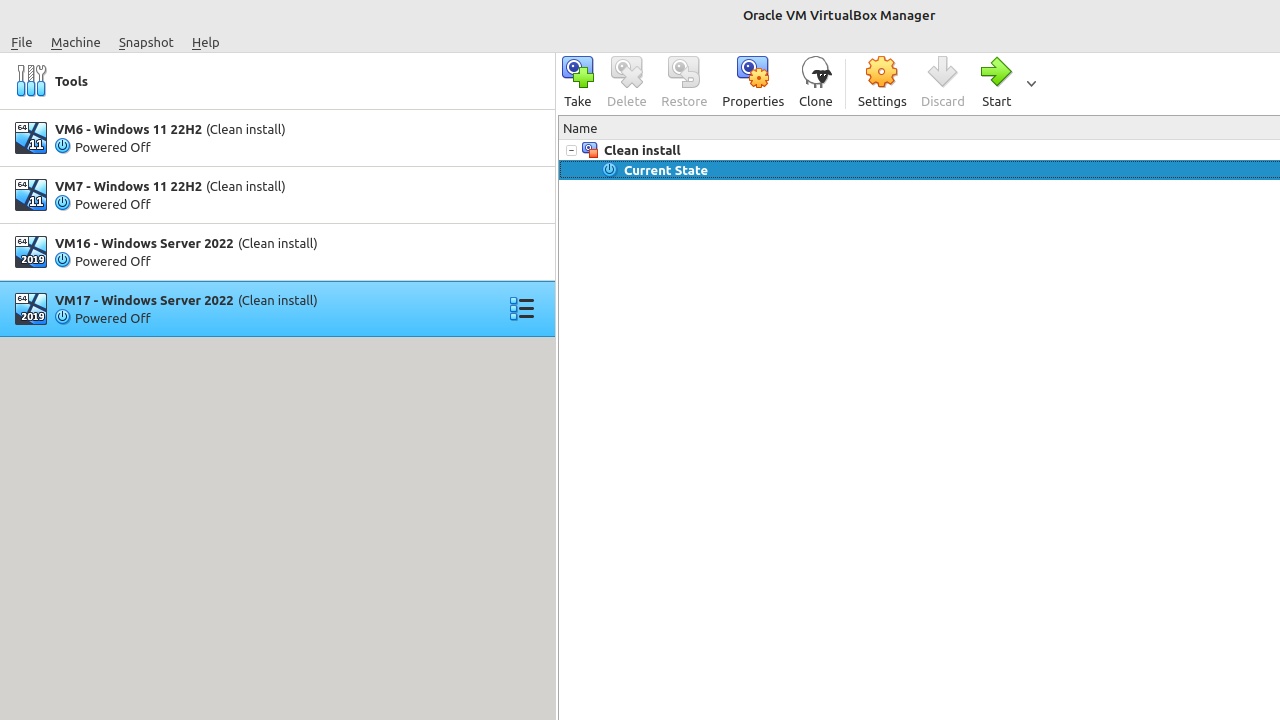 Oracle VM VirtualBox Manager
File Machine Snapshot Help
Tools
Take Delete Restore Properties Clone Settings Discard Start
Name
Clean install
Current State
64 11 VM6 - Windows 11 22H2 (Clean install)
Powered Off
64 11 VM7 - Windows 11 22H2 (Clean install)
Powered Off
64 2019 VM16 - Windows Server 2022 (Clean install)
Powered Off
64 2019 VM17 - Windows Server 2022 (Clean install)
Powered Off